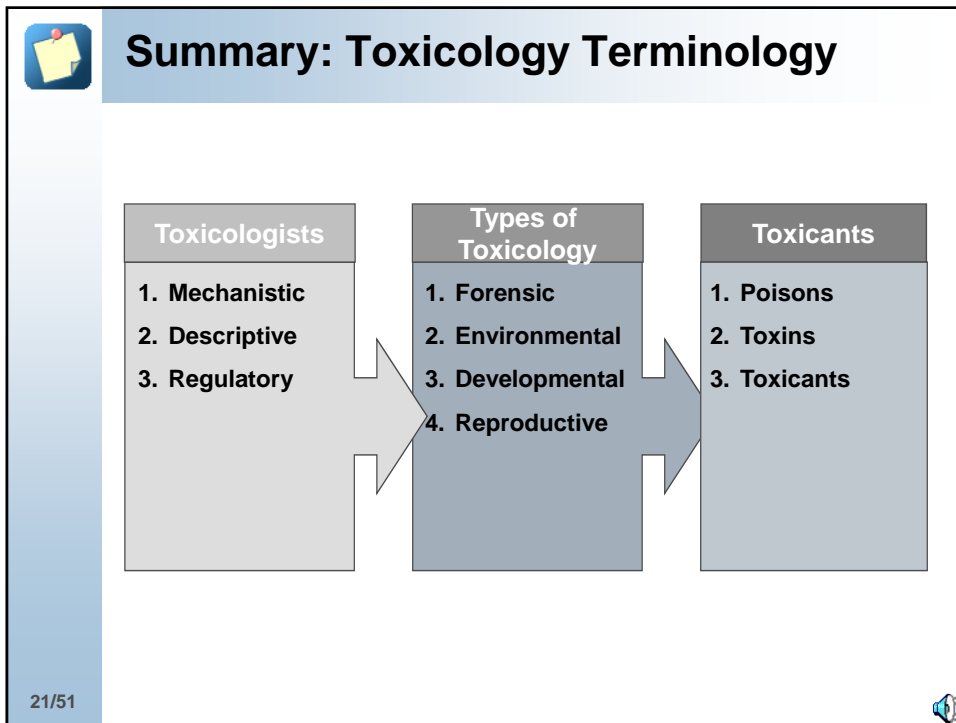 Summary: Toxicology Terminology
Toxicologists
1. Mechanistic
2. Descriptive
3. Regulatory
Types of
Toxicology
1. Forensic
2. Environmental
3. Developmental
4. Reproductive
Toxicants
1. Poisons
2. Toxins
3. Toxicants
21/51